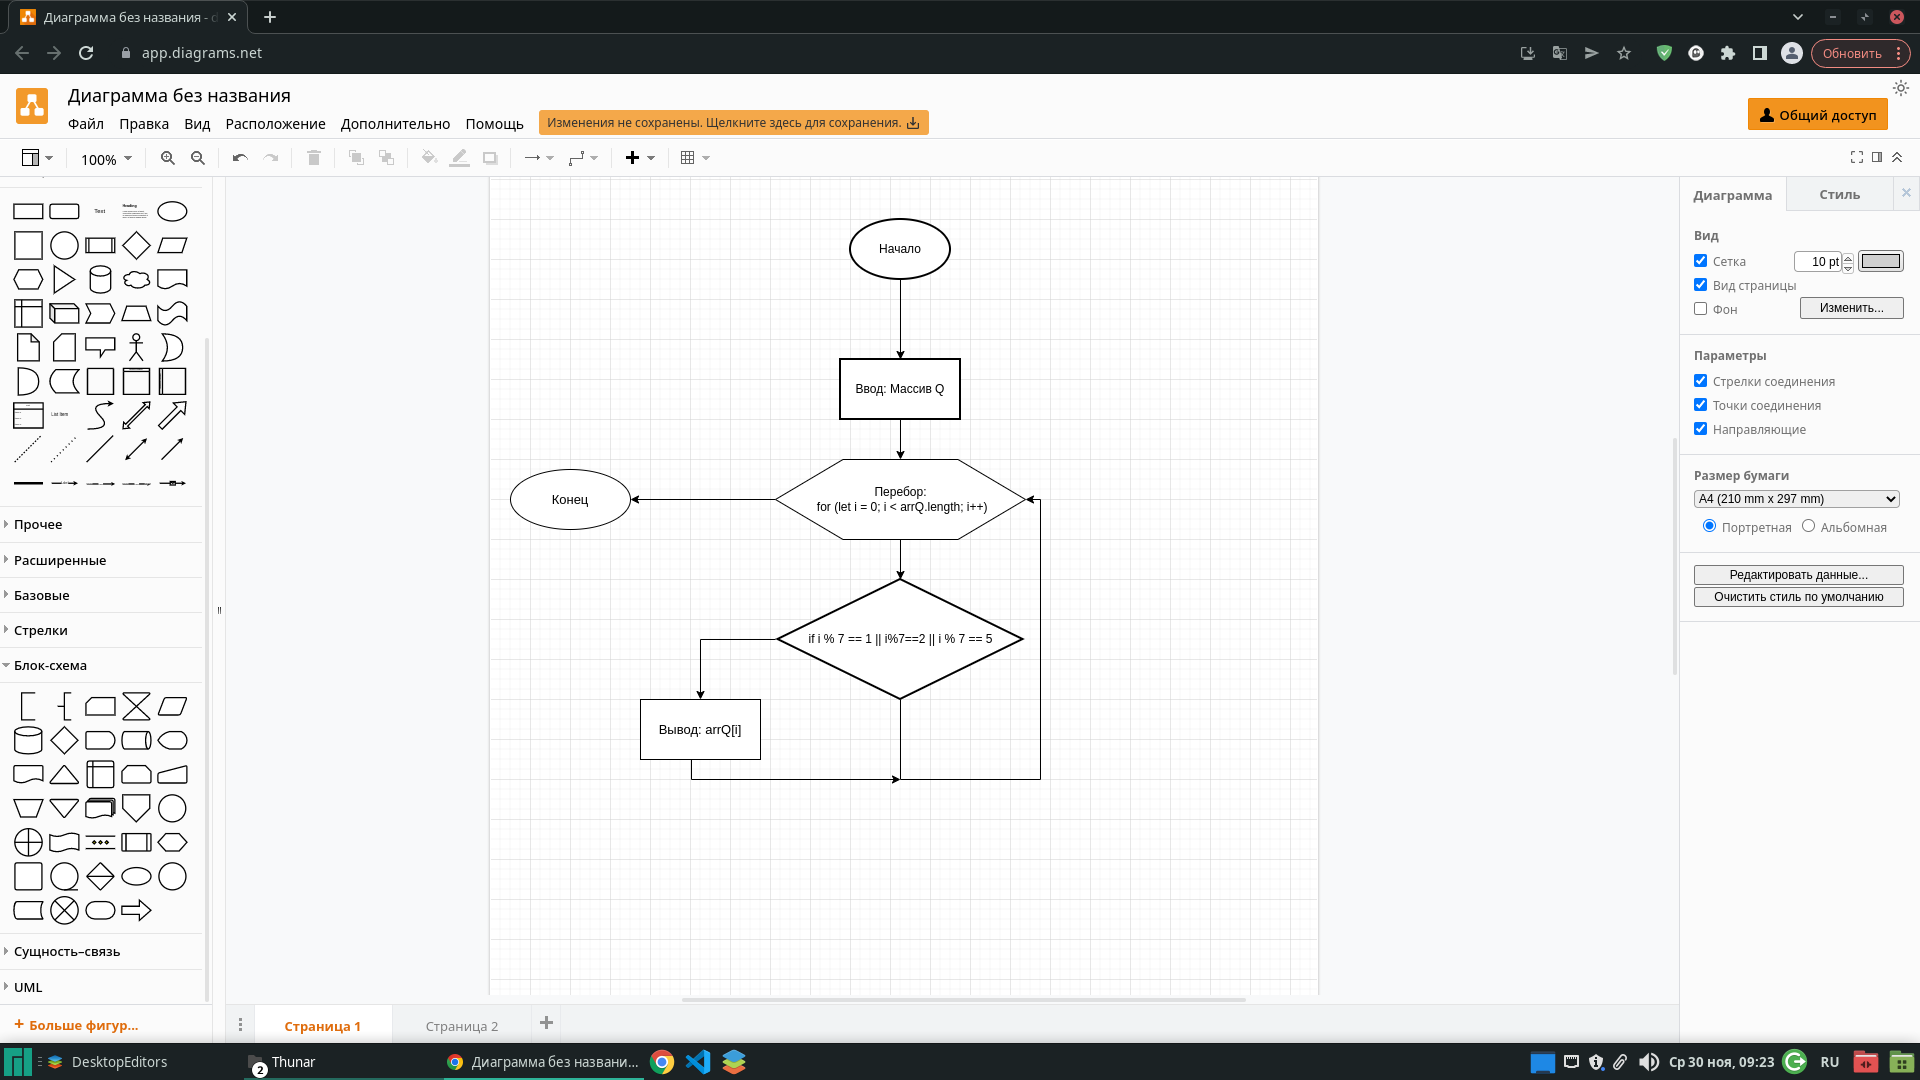 Диаграмма без названия - d
app.diagrams.net
Обновить
Диаграмма без названия
Файл
Правка
Вид
Расположение
Дополнительно
Помощь
Изменения не сохранены. Щелкните здесь для сохранения.
Общий доступ
100%
Text
Heading
List Item
Прочее
Расширенные
Базовые
Стрелки
Блок-схема
Сущность–связь
UML
+ Больше фигур...
Начало
Ввод: Массив Q
Перебор:
for (let i = 0; i < arrQ.length; i++)
Конец
if i % 7 == 1 || i%7==2 || i % 7 == 5
Вывод: arrQ[i]
Диаграмма
Стиль
Вид
Сетка
10 pt
Вид страницы
Фон
Изменить...
Параметры
Стрелки соединения
Точки соединения
Направляющие
Размер бумаги
A4 (210 mm x 297 mm)
Портретная
Альбомная
Редактировать данные...
Очистить стиль по умолчанию
Страница 1
Страница 2
DesktopEditors
2
Thunar
Диаграмма без названи...
Ср 30 ноя, 09:23
RU